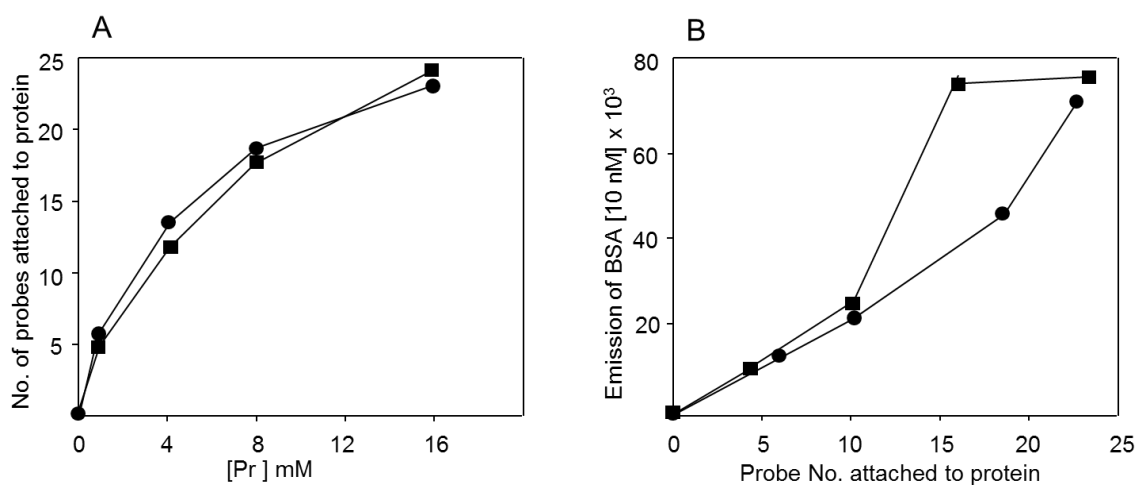 A
No. of probes attached to protein
25
20
15
10
5
0 4 8 12 16
[Pr ] mM
B
Emission of BSA [10 nM] x 10³
80
60
40
20
0 5 10 15 20 25
Probe No. attached to protein